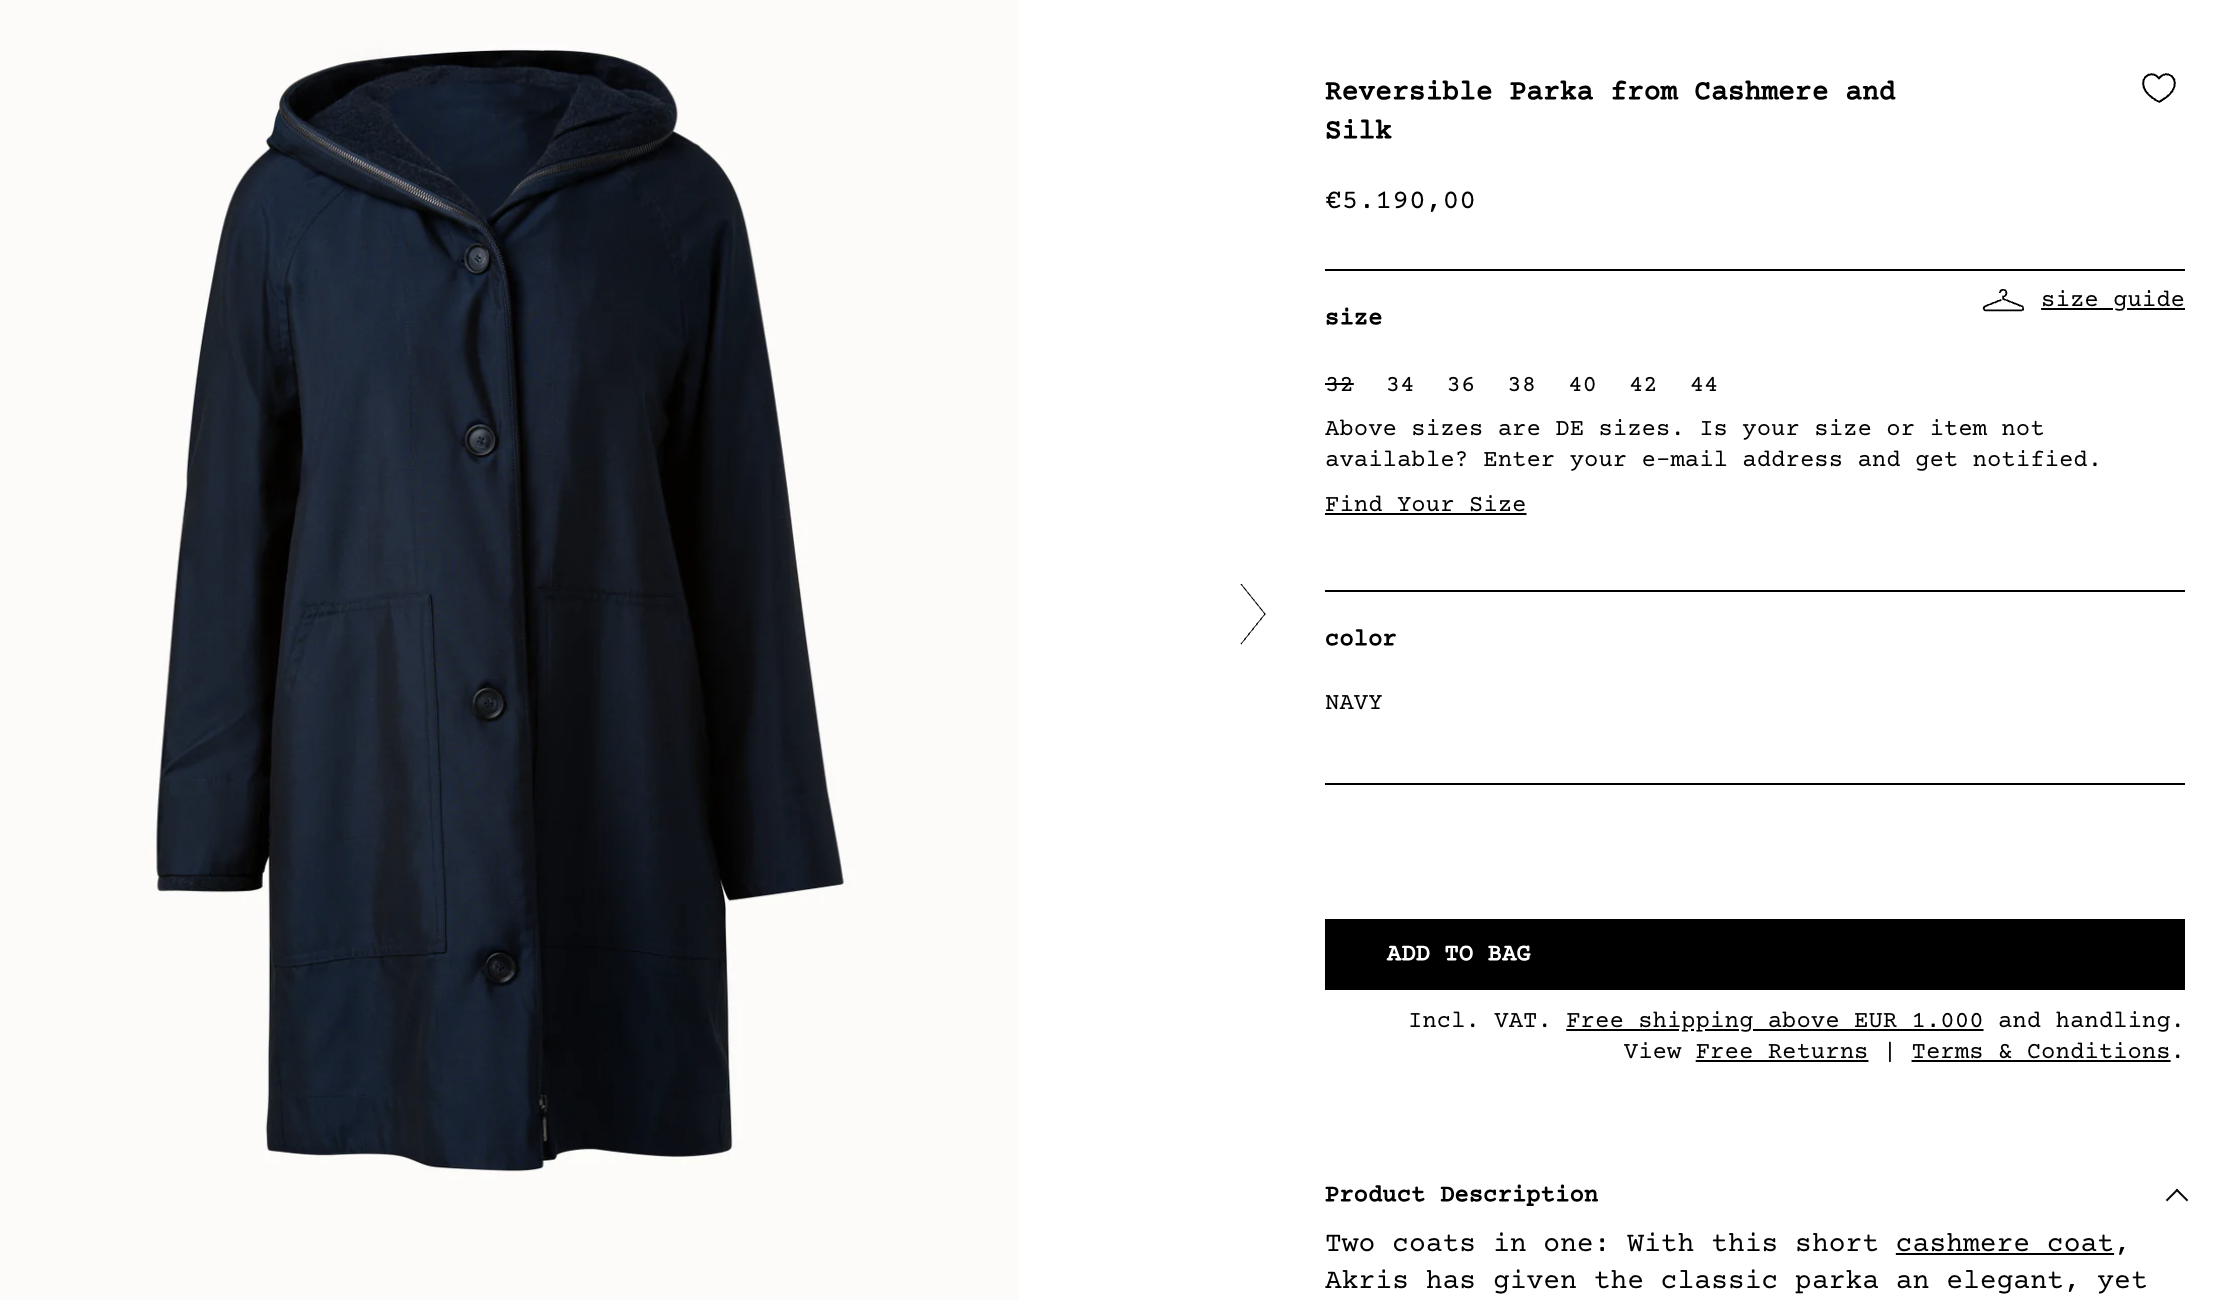 Reversible Parka from Cashmere and
Silk
€5.190,00
size guide
size
32 34 36 38 40 42 44
Above sizes are DE sizes. Is your size or item not
available? Enter your e-mail address and get notified.
Find Your Size
color
NAVY
ADD TO BAG
Incl. VAT. Free shipping above EUR 1.000 and handling.
View Free Returns | Terms & Conditions.
Product Description
Two coats in one: With this short cashmere coat,
Akris has given the classic parka an elegant, yet